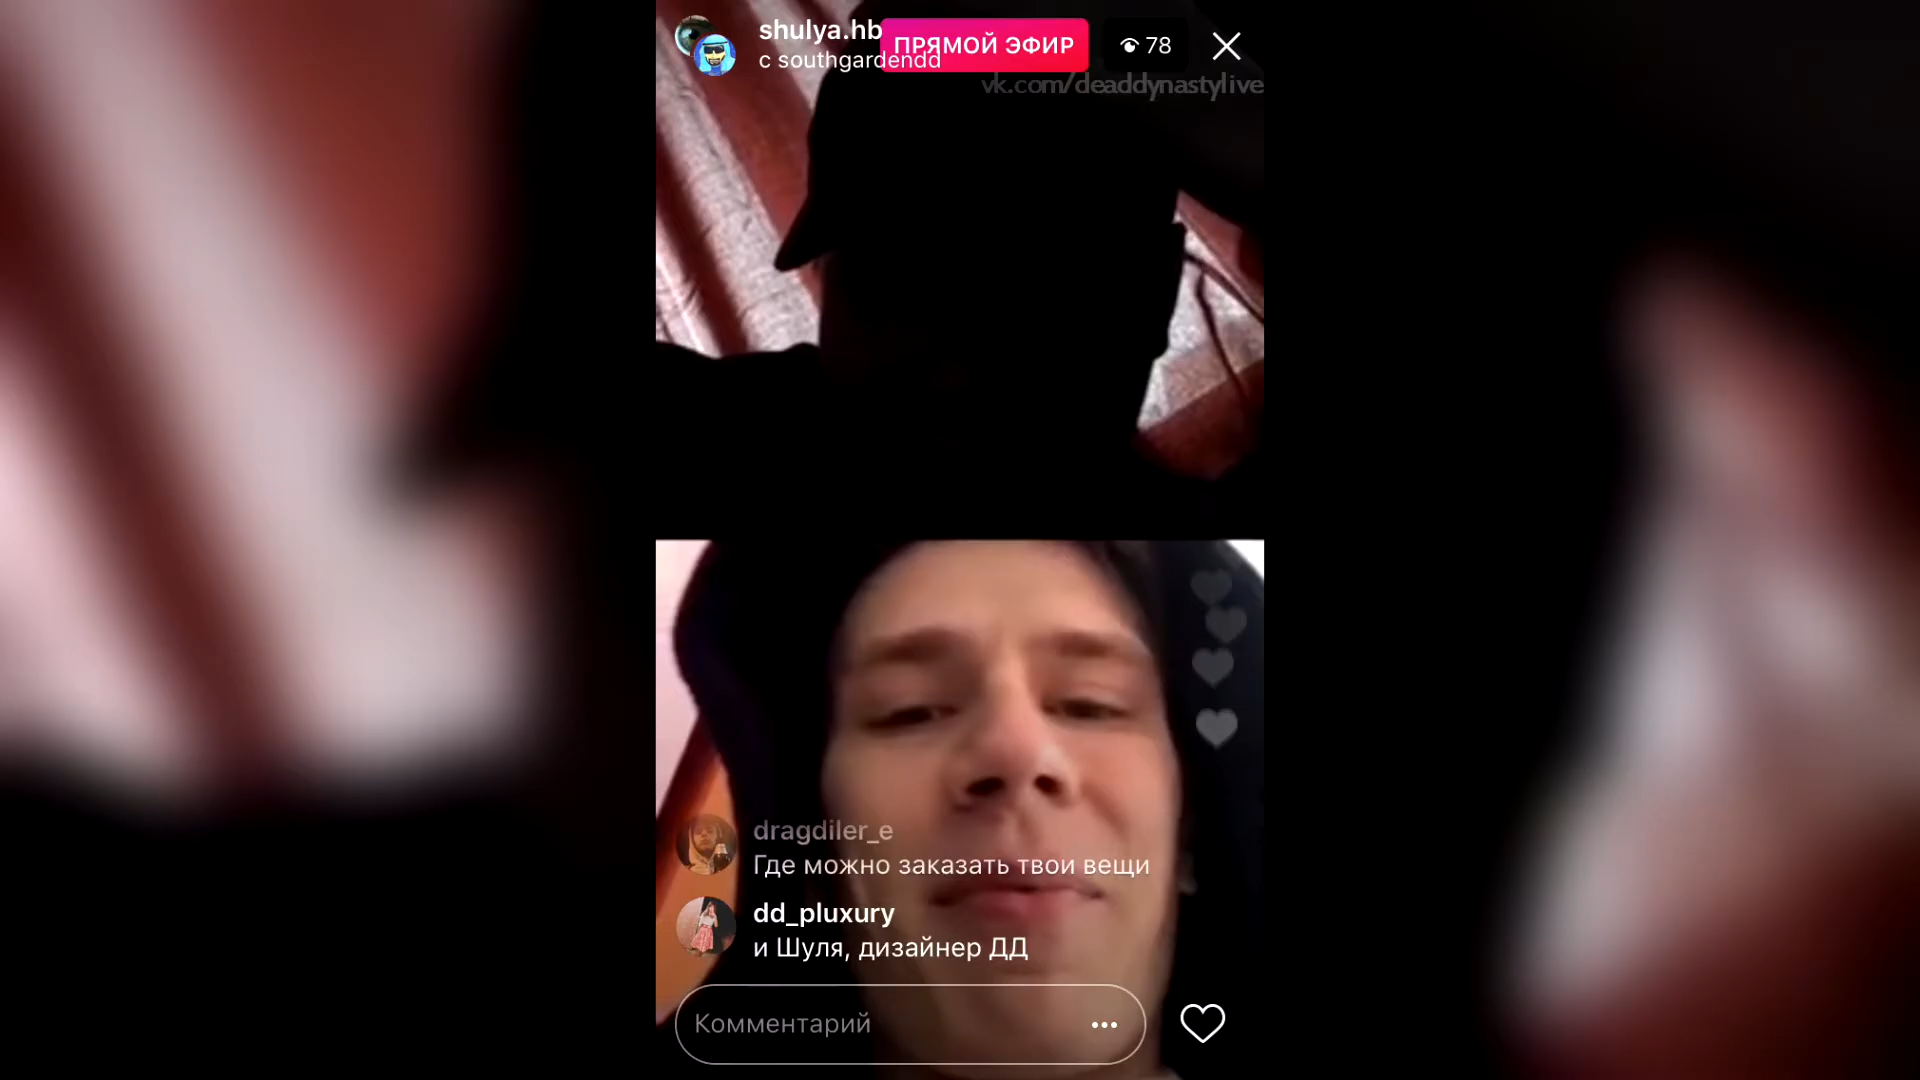 shulya.hb
ПРЯМОЙ ЭФИР
78
с southgardendd
vk.com/deaddynastylive
dragdiler_e
Где можно заказать твои вещи
dd_pluxury
и Шуля, дизайнер ДД
Комментарий